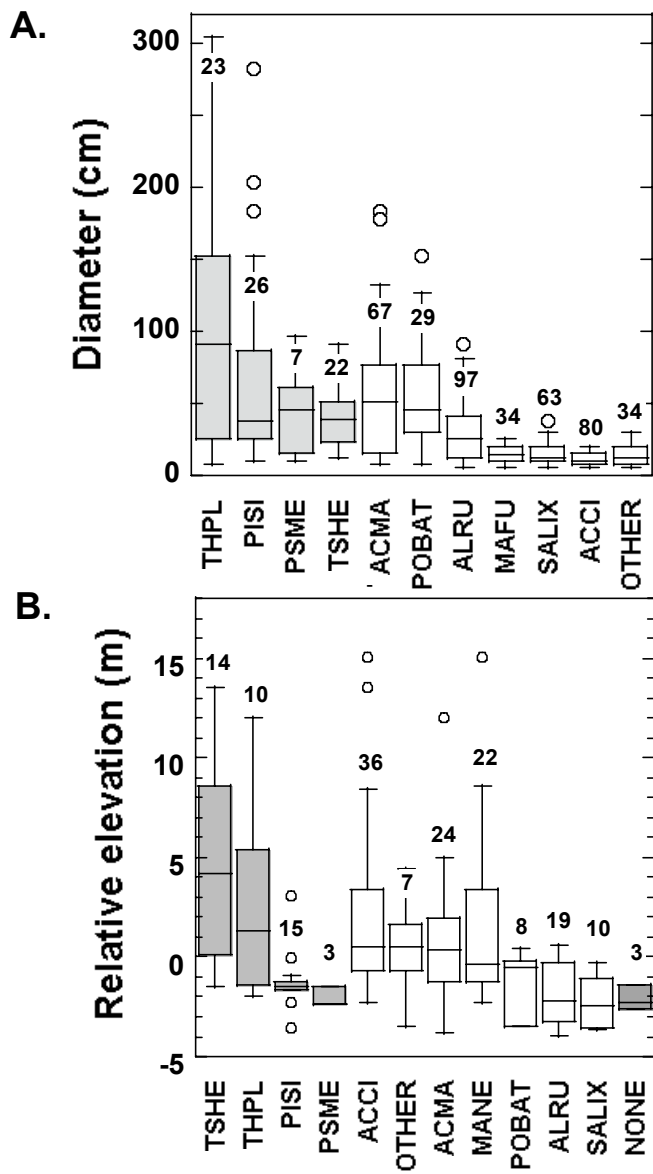 A.
Diameter (cm)
300
200
100
0
23
26
7
22
67
29
97
34
63
80
34
THPL
PISI
PSME
TSHE
ACMA
POBAT
ALRU
MAFU
SALIX
ACCI
OTHER
B.
Relative elevation (m)
15
10
5
0
-5
14
10
15
3
36
7
24
22
8
19
10
3
TSHE
THPL
PISI
PSME
ACCI
OTHER
ACMA
MANE
POBAT
ALRU
SALIX
NONE